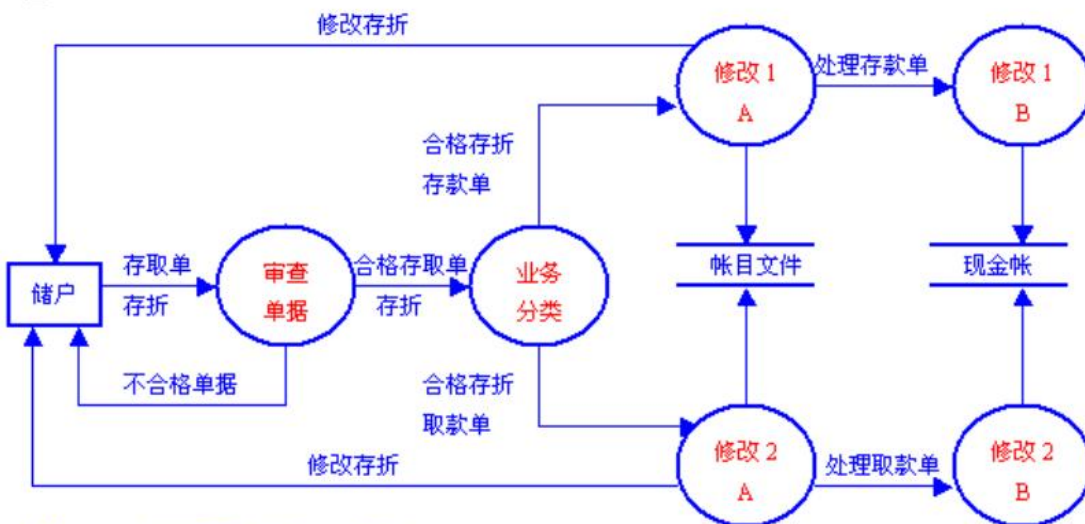 修改存折
修改1
A
处理存款单
修改1
B
合格存折
存款单
储户
存取单
存折
审查
单据
合格存取单
存折
业务
分类
帐目文件
现金帐
不合格单据
合格存折
取款单
修改存折
修改2
A
处理取款单
修改2
B